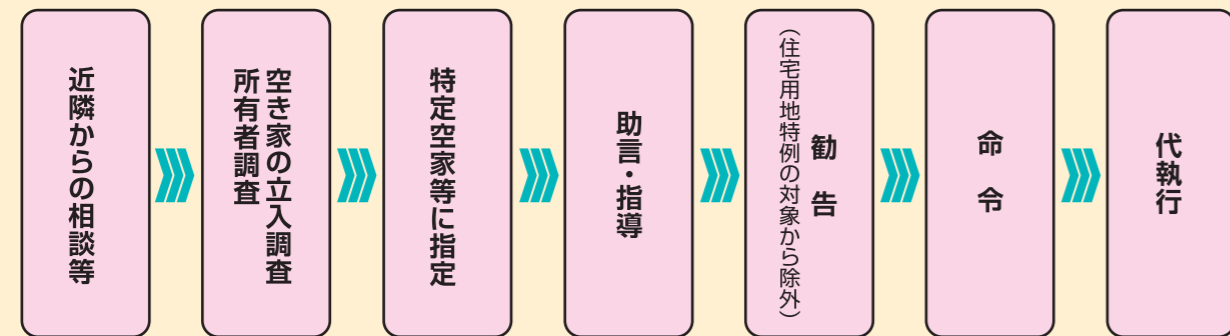 近隣からの相談等
空き家の立入調査
所有者調査
特定空家等に指定
助言・指導
勧告
（住宅用地特例の対象から除外）
命令
代執行